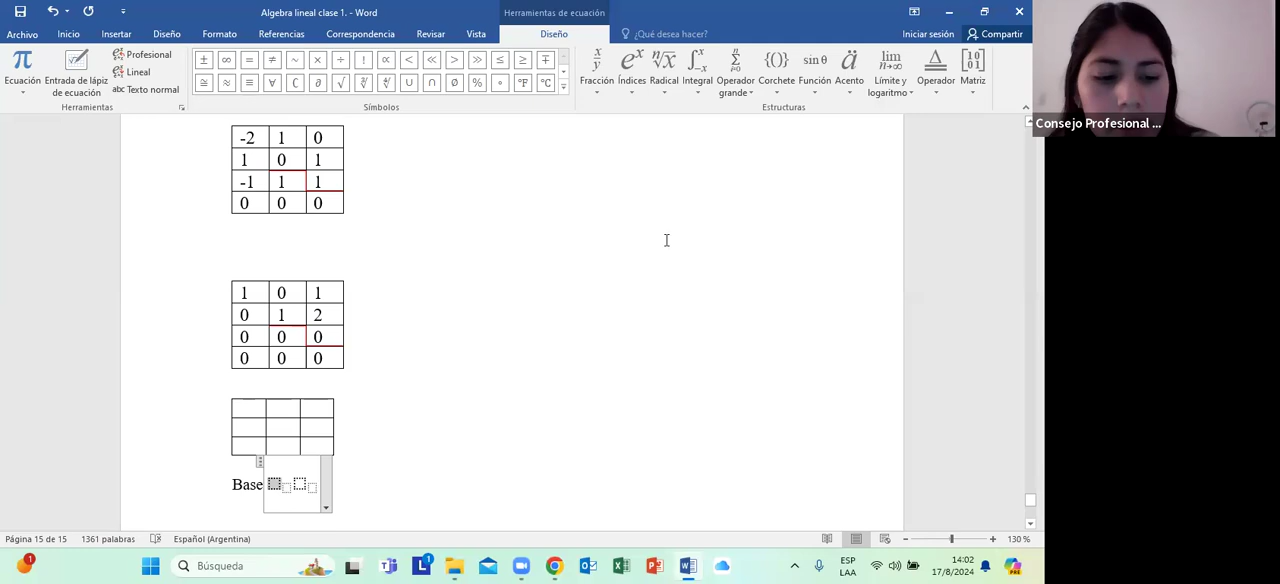 Algebra lineal clase 1. - Word
Herramientas de ecuación
Archivo Inicio Insertar Diseño Formato Referencias Correspondencia Revisar Vista Diseño ¿Qué desea hacer? Iniciar sesión Compartir
π Profesional
Lineal
abc Texto normal
Ecuación Entrada de lápiz de ecuación
± ∞ = ≠ ~ × ÷ ! ∝ < ≪ > ≫ ≤ ≥ ∓
≅ ≈ ≡ ∀ ∁ ∂ √ ∛ ∜ ∪ ∩ ∅ % ° °F °C
Fracción Índices Radical Integral Operador grande Corchete Función Acento Límite y logaritmo Operador Matriz
Herramientas Símbolos Estructuras
Consejo Profesional ...
-2 1 0
1 0 1
-1 1 1
0 0 0
1 0 1
0 1 2
0 0 0
0 0 0
Base
Página 15 de 15 1361 palabras Español (Argentina) 130 %
Búsqueda
ESP
LAA
14:02
17/8/2024